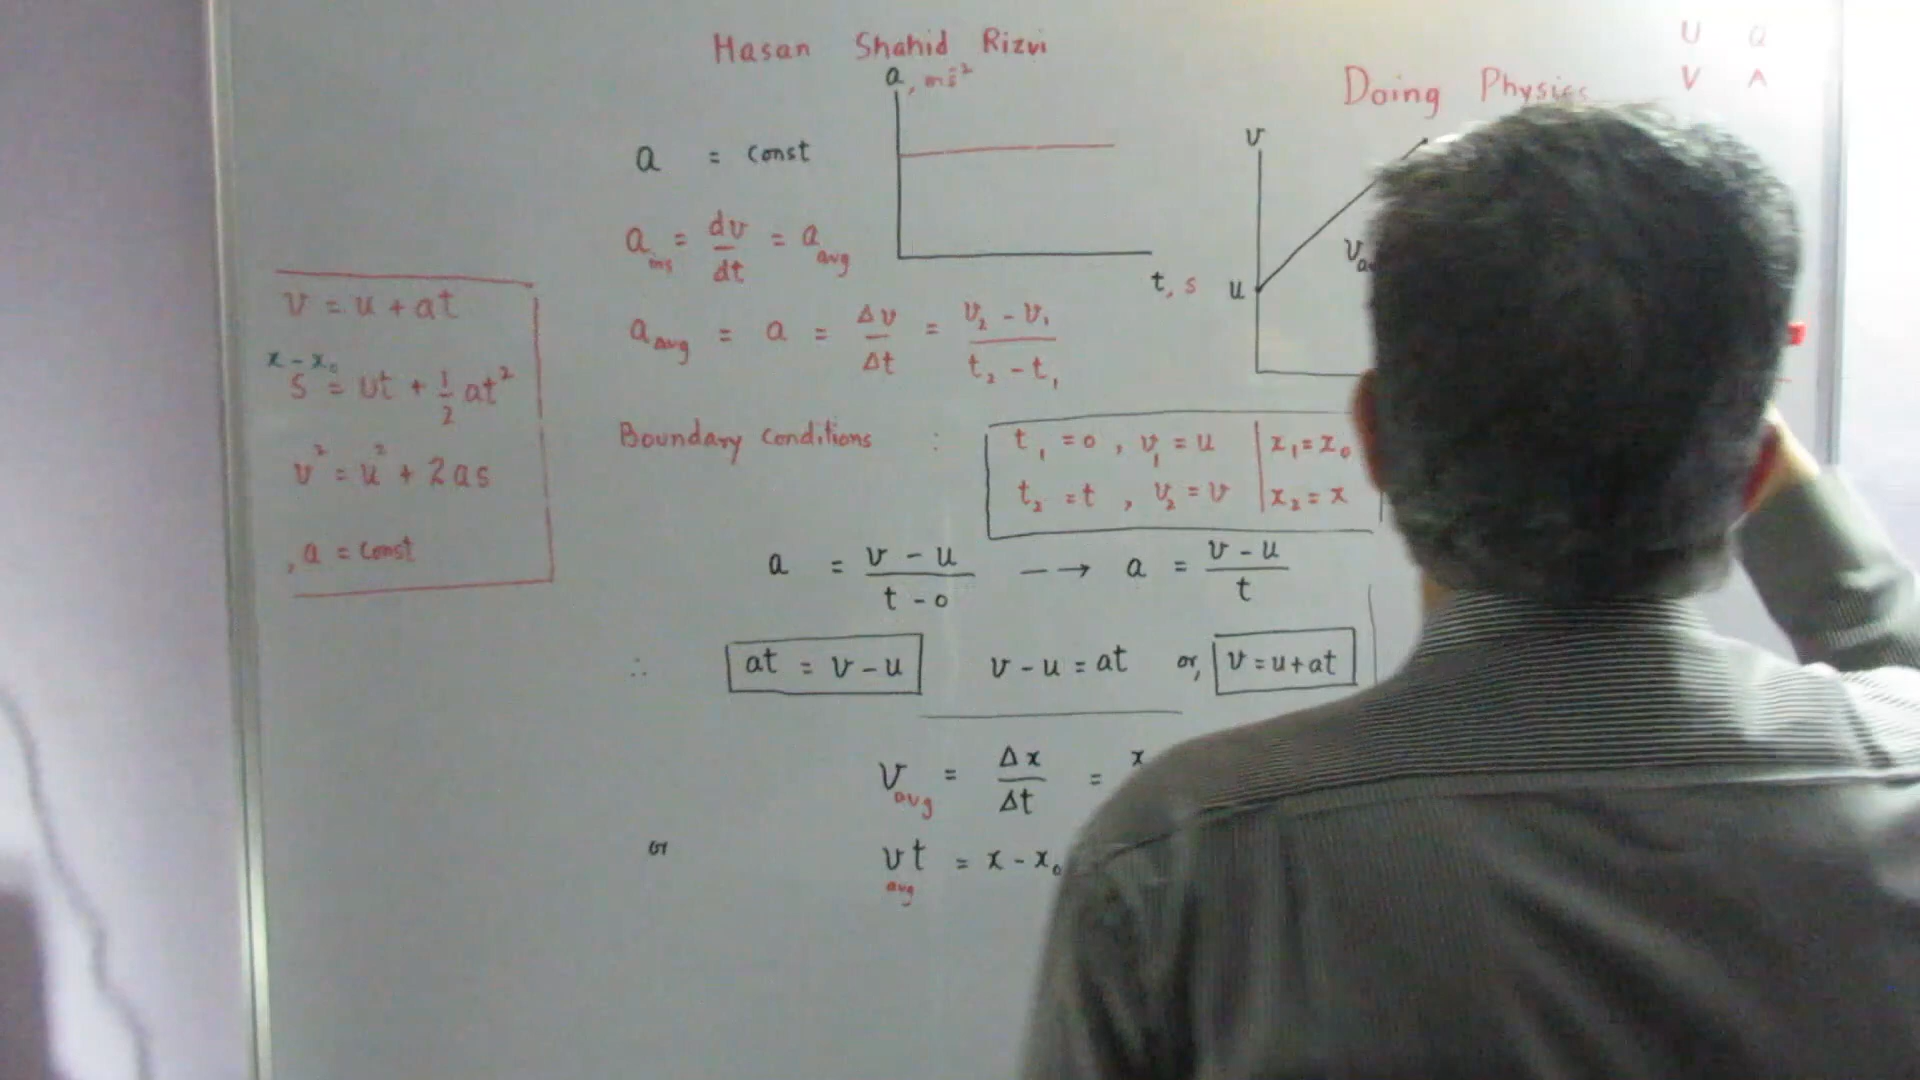 Hasan Shahid Rizvi
Doing Physics
U Q
V A
a, ms⁻²
t, s
v
u
a = const
a_ins = dv/dt = a_avg
a_avg = a = Δv/Δt = (v₂ - v₁)/(t₂ - t₁)
Boundary Conditions :
t₁ = 0, v₁ = u | x₁ = x₀
t₂ = t, v₂ = v | x₂ = x
a = (v - u)/(t - 0) --→ a = (v - u)/t
∴ at = v - u v - u = at or, v = u + at
V_avg = Δx/Δt =
or v_avg t = x - x₀
v = u + at
x - x₀
s = ut + 1/2 at²
v² = u² + 2as
, a = const